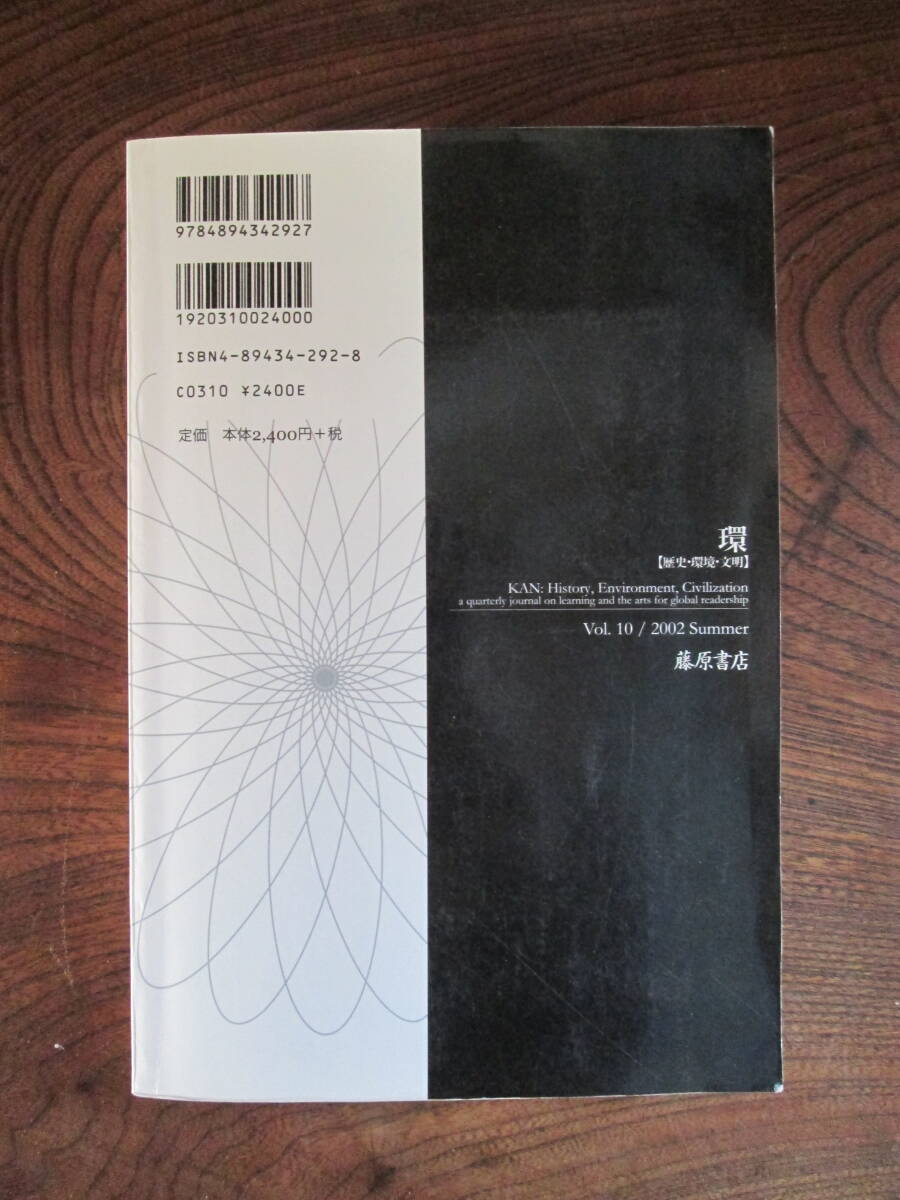 9784894342927
1920310024000
ISBN4-89434-292-8
C0310 ¥2400E
定価 本体2,400円+税
環
【歴史・環境・文明】
KAN: History, Environment, Civilization
a quarterly journal on learning and the arts for global readership
Vol. 10 / 2002 Summer
藤原書店